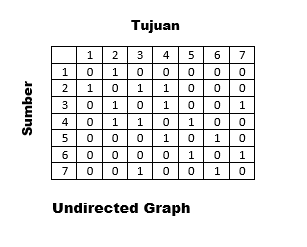 Tujuan
Sumber
1 2 3 4 5 6 7
1 0 1 0 0 0 0 0
2 1 0 1 1 0 0 0
3 0 1 0 1 0 0 1
4 0 1 1 0 1 0 0
5 0 0 0 1 0 1 0
6 0 0 0 0 1 0 1
7 0 0 1 0 0 1 0
Undirected Graph